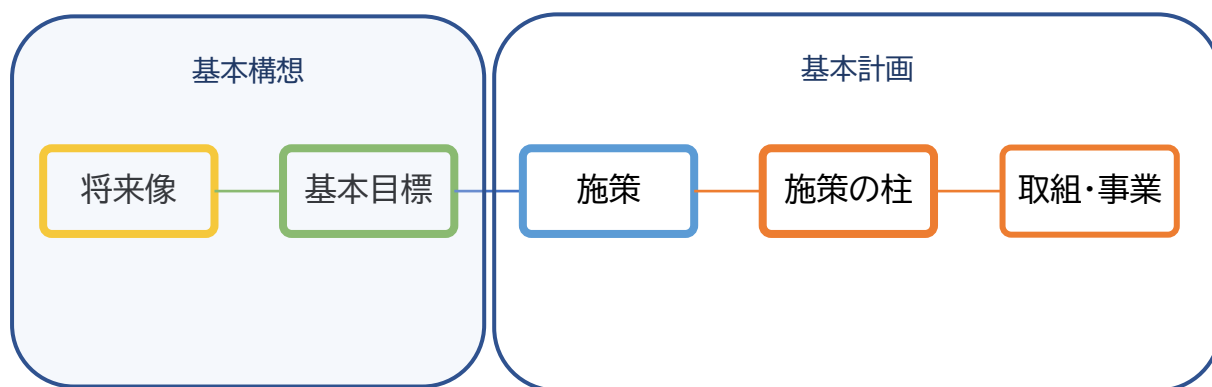 基本構想
基本計画
将来像
基本目標
施策
施策の柱
取組・事業